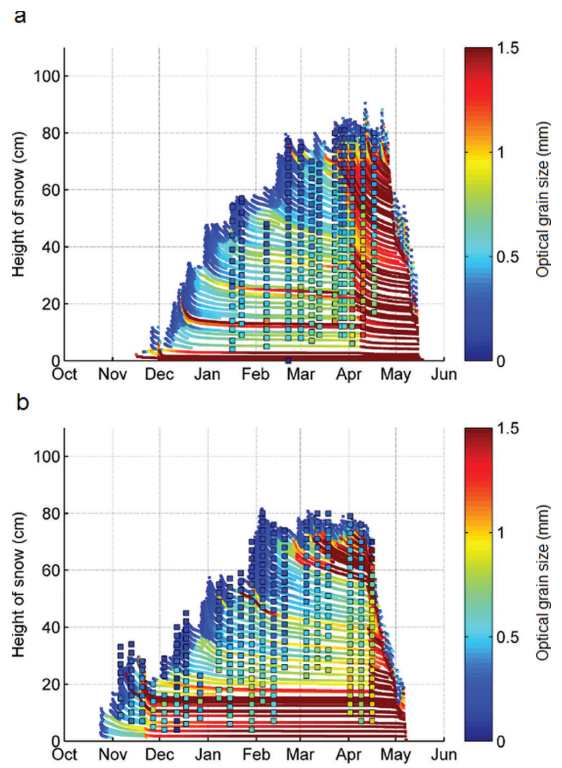 a
1.5
100
80
60
40
20
0
Height of snow (cm)
Oct Nov Dec Jan Feb Mar Apr May Jun
1
0.5
0
Optical grain size (mm)
b
1.5
100
80
60
40
20
0
Height of snow (cm)
Oct Nov Dec Jan Feb Mar Apr May Jun
1
0.5
0
Optical grain size (mm)